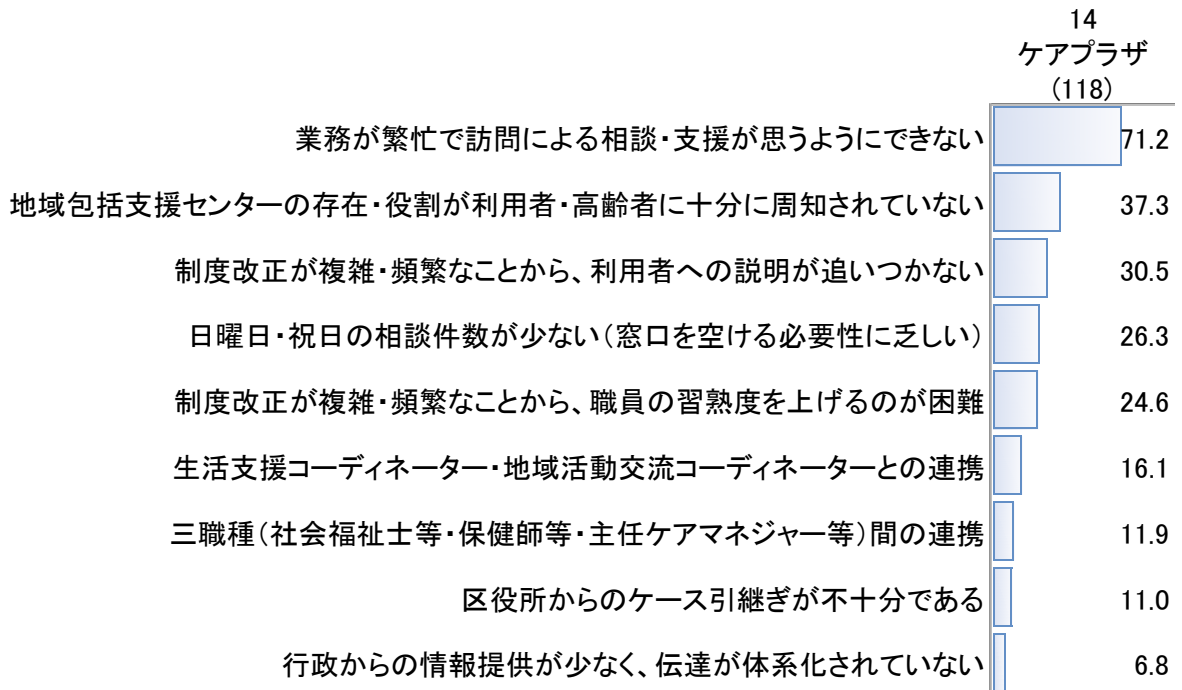 14
ケアプラザ
(118)
業務が繁忙で訪問による相談・支援が思うようにできない 71.2
地域包括支援センターの存在・役割が利用者・高齢者に十分に周知されていない 37.3
制度改正が複雑・頻繁なことから、利用者への説明が追いつかない 30.5
日曜日・祝日の相談件数が少ない（窓口を空ける必要性に乏しい） 26.3
制度改正が複雑・頻繁なことから、職員の習熟度を上げるのが困難 24.6
生活支援コーディネーター・地域活動交流コーディネーターとの連携 16.1
三職種（社会福祉士等・保健師等・主任ケアマネジャー等）間の連携 11.9
区役所からのケース引継ぎが不十分である 11.0
行政からの情報提供が少なく、伝達が体系化されていない 6.8